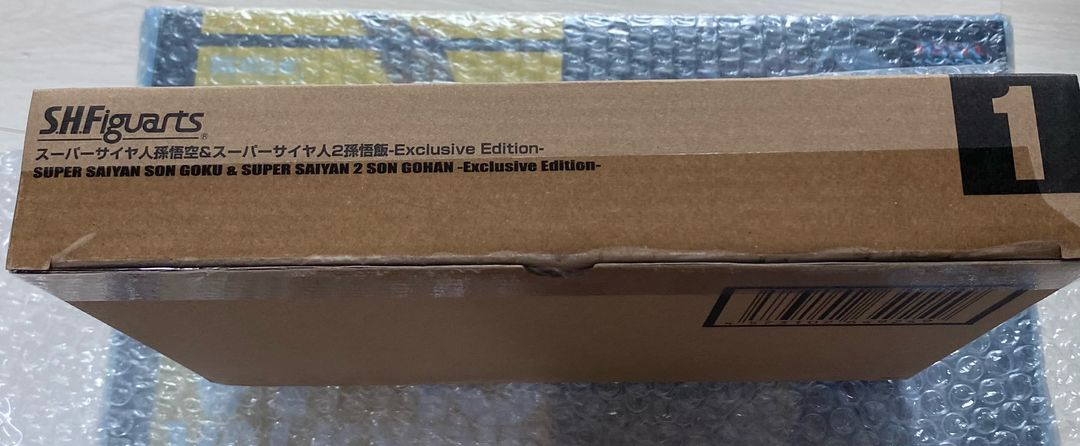 S.H.Figuarts®
スーパーサイヤ人孫悟空&スーパーサイヤ人2孫悟飯-Exclusive Edition-
SUPER SAIYAN SON GOKU & SUPER SAIYAN 2 SON GOHAN -Exclusive Edition-
1